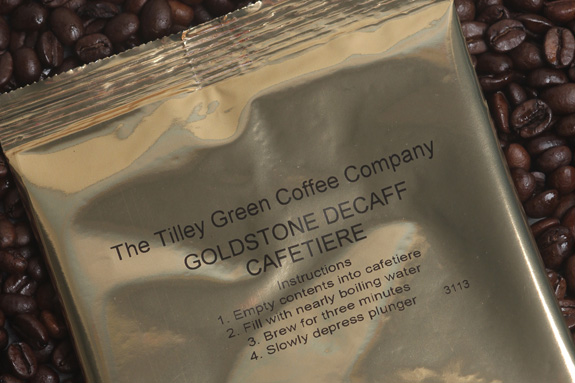 The Tilley Green Coffee Company
GOLDSTONE DECAFF
CAFETIERE
Instructions
1. Empty contents into cafetiere
2. Fill with nearly boiling water
3. Brew for three minutes
4. Slowly depress plunger
3113